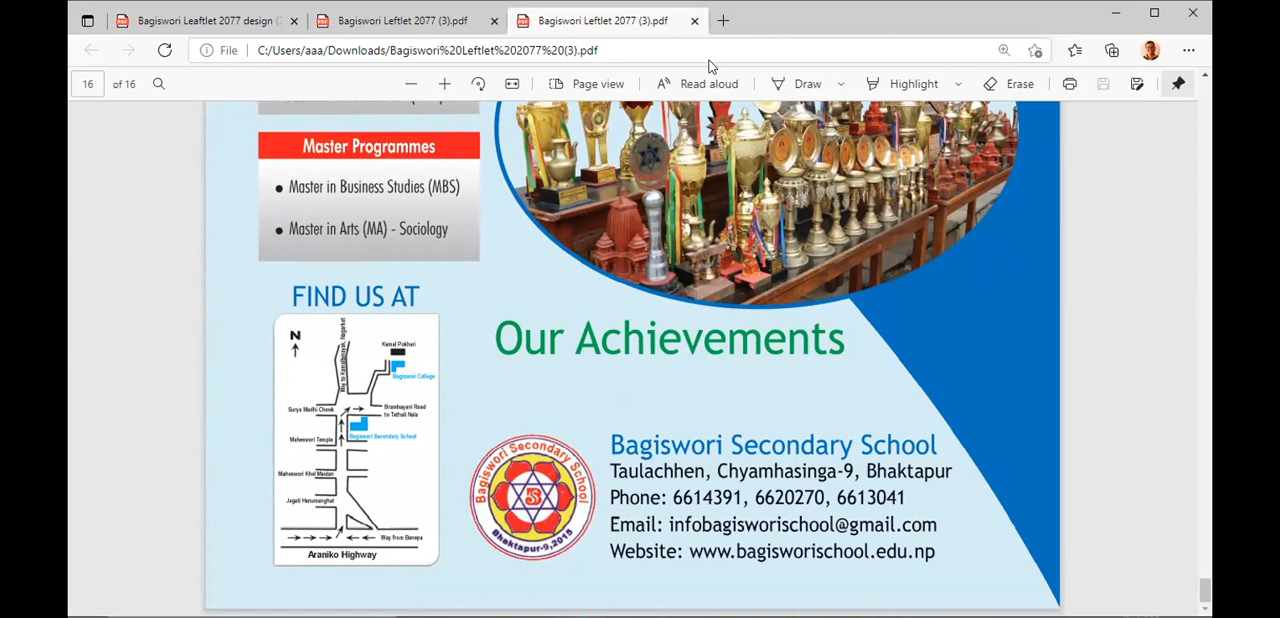 Bagiswori Leaftlet 2077 design (
Bagiswori Leftlet 2077 (3).pdf
Bagiswori Leftlet 2077 (3).pdf
File
C:/Users/aaa/Downloads/Bagiswori%20Leftlet%202077%20(3).pdf
16 of 16
Page view
Read aloud
Draw
Highlight
Erase
Master Programmes
Master in Business Studies (MBS)
Master in Arts (MA) - Sociology
FIND US AT
N
Kamal Pokhari
Bagiswori College
Surya Madhi Chowk
Bramhayani Road
to Tathali Nala
Maheswori Temple
Bagiswori Secondary School
Maheswori Khel Maidan
Jagati Hanumanghat
Way from Banepa
Araniko Highway
Our Achievements
Bagiswori Secondary School
Bhaktapur-9, 2015
Bagiswori Secondary School
Taulachhen, Chyamhasinga-9, Bhaktapur
Phone: 6614391, 6620270, 6613041
Email: infobagisworischool@gmail.com
Website: www.bagisworischool.edu.np